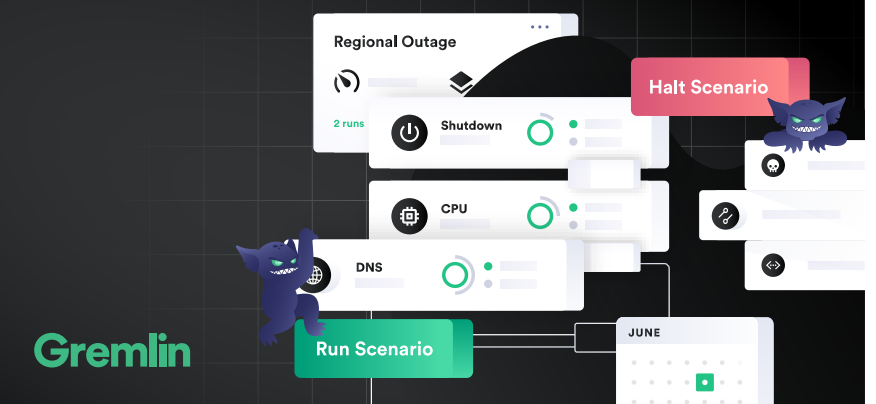 Regional Outage
Halt Scenario
2 runs
Shutdown
CPU
DNS
Run Scenario
JUNE
Gremlin